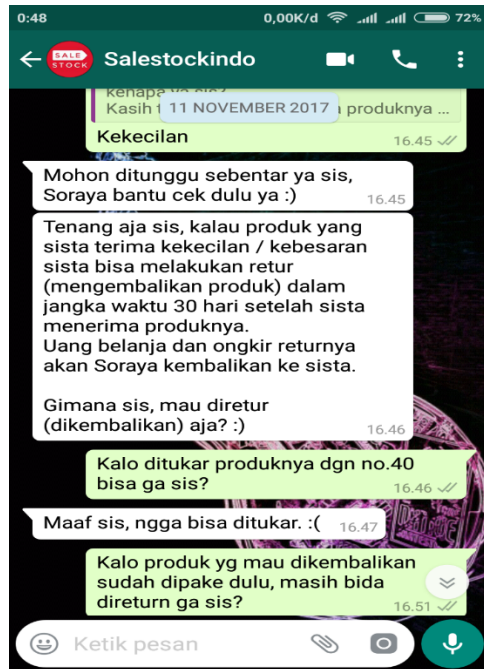 0:48
0,00K/d
72%
SALE
STOCK
Salestockindo
Kasih
11 NOVEMBER 2017
produknya ...
Kekecilan
16.45
Mohon ditunggu sebentar ya sis,
Soraya bantu cek dulu ya :)
16.45
Tenang aja sis, kalau produk yang
sista terima kekecilan / kebesaran
sista bisa melakukan retur
(mengembalikan produk) dalam
jangka waktu 30 hari setelah sista
menerima produknya.
Uang belanja dan ongkir returnya
akan Soraya kembalikan ke sista.
Gimana sis, mau diretur
(dikembalikan) aja? :)
16.46
Kalo ditukar produknya dgn no.40
bisa ga sis?
16.46
Maaf sis, ngga bisa ditukar. :(
16.47
Kalo produk yg mau dikembalikan
sudah dipake dulu, masih bida
direturn ga sis?
16.51
Ketik pesan